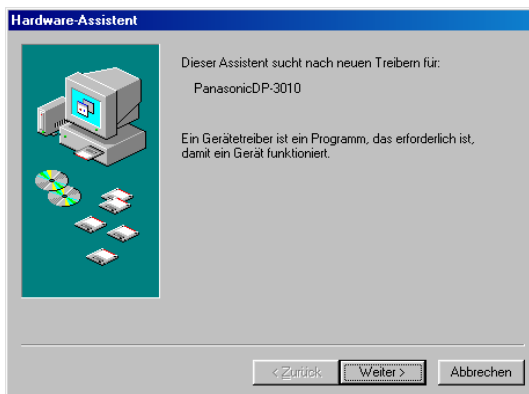 Hardware-Assistent
Dieser Assistent sucht nach neuen Treibern für:
PanasonicDP-3010
Ein Gerätetreiber ist ein Programm, das erforderlich ist,
damit ein Gerät funktioniert.
< Zurück Weiter > Abbrechen